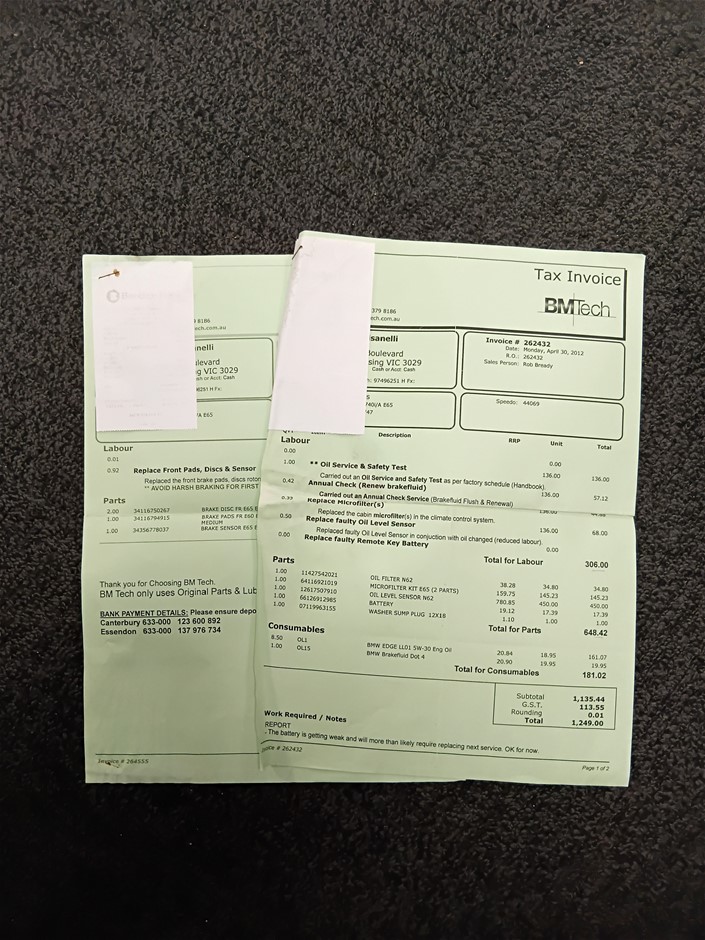 8186
.com.au
nelli
ulevard
g VIC 3029
ash or Acct: Cash
H Fx:
/A E65
Labour
0.01
0.92 Replace Front Pads, Discs & Sensor
Replaced the front brake pads, discs rotor
** AVOID HARSH BRAKING FOR FIRST
Parts
2.00 34116750267 BRAKE DISC FR E65
1.00 34116794915 BRAKE PADS FR E60
MEDIUM
1.00 34356778037 BRAKE SENSOR E65
Thank you for Choosing BM Tech.
BM Tech only uses Original Parts & Lub
BANK PAYMENT DETAILS: Please ensure depo
Canterbury 633-000 123 600 892
Essendon 633-000 137 976 734
Invoice # 264555
Tax Invoice
BMTech
379 8186
ech.com.au
sanelli
oulevard
sing VIC 3029
Cash or Acct: Cash
h: 97496251 H Fx:
Invoice # 262432
Date: Monday, April 30, 2012
R.O.: 262432
Sales Person: Rob Bready
740i/A E65
47
Speedo: 44069
Description RRP Unit Total
Labour
0.00 0.00
1.00 ** Oil Service & Safety Test 136.00 136.00
Carried out an Oil Service and Safety Test as per factory schedule (Handbook).
0.42 Annual Check (Renew brakefluid) 136.00 57.12
Carried out an Annual Check Service (Brakefluid Flush & Renewal)
Replace Microfilter(s) 136.00
Replaced the cabin microfilter(s) in the climate control system.
0.50 Replace faulty Oil Level Sensor 136.00 68.00
Replaced faulty Oil Level Sensor in conjuction with oil changed (reduced labour).
0.00 Replace faulty Remote Key Battery 0.00
Total for Labour 306.00
Parts
1.00 11427542021 OIL FILTER N62 38.28 34.80 34.80
1.00 64116921019 MICROFILTER KIT E65 (2 PARTS) 159.75 145.23 145.23
1.00 12617507910 OIL LEVEL SENSOR N62 780.85 450.00 450.00
1.00 66126912985 BATTERY 19.12 17.39 17.39
1.00 07119963155 WASHER SUMP PLUG 12X18 1.10 1.00 1.00
Total for Parts 648.42
Consumables
8.50 OL1 BMW EDGE LL01 5W-30 Eng Oil 20.84 18.95 161.07
1.00 OL15 BMW Brakefluid Dot 4 20.90 19.95 19.95
Total for Consumables 181.02
Subtotal 1,135.44
G.S.T. 113.55
Rounding 0.01
Total 1,249.00
Work Required / Notes
REPORT
- The battery is getting weak and will more than likely require replacing next service. OK for now.
oice # 262432
Page 1 of 2